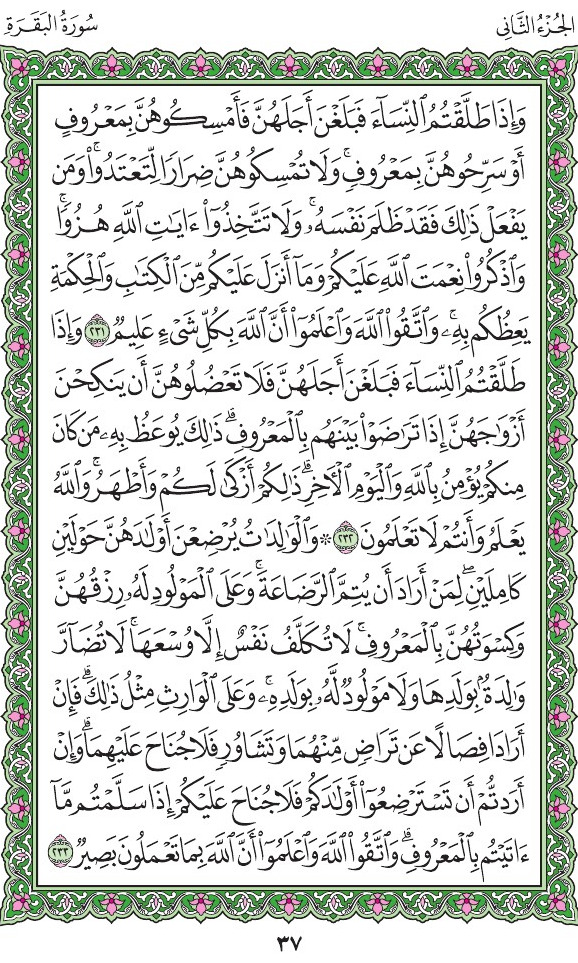 الجُزْءُ الثَّانِي
سُورَةُ البَقَرَةِ
وَإِذَا طَلَّقْتُمُ ٱلنِّسَآءَ فَبَلَغْنَ أَجَلَهُنَّ فَأَمْسِكُوهُنَّ بِمَعْرُوفٍ
أَوْ سَرِّحُوهُنَّ بِمَعْرُوفٖۚ وَلَا تُمْسِكُوهُنَّ ضِرَارٗا لِّتَعْتَدُوا۟ۚ وَمَن
يَفْعَلْ ذَٰلِكَ فَقَدْ ظَلَمَ نَفْسَهُۥۚ وَلَا تَتَّخِذُوٓا۟ ءَايَٰتِ ٱللَّهِ هُزُوٗاۚ
وَٱذْكُرُوا۟ نِعْمَتَ ٱللَّهِ عَلَيْكُمْ وَمَآ أَنزَلَ عَلَيْكُم مِّنَ ٱلْكِتَٰبِ وَٱلْحِكْمَةِ
يَعِظُكُم بِهِۦۚ وَٱتَّقُوا۟ ٱللَّهَ وَٱعْلَمُوٓا۟ أَنَّ ٱللَّهَ بِكُلِّ شَىْءٍ عَلِيمٞ ٢٣١ وَإِذَا
طَلَّقْتُمُ ٱلنِّسَآءَ فَبَلَغْنَ أَجَلَهُنَّ فَلَا تَعْضُلُوهُنَّ أَن يَنكِحْنَ
أَزْوَٰجَهُنَّ إِذَا تَرَٰضَوْا۟ بَيْنَهُم بِٱلْمَعْرُوفِۗ ذَٰلِكَ يُوعَظُ بِهِۦ مَن كَانَ
مِنكُمْ يُؤْمِنُ بِٱللَّهِ وَٱلْيَوْمِ ٱلْأَخِرِۗ ذَٰلِكُمْ أَزْكَىٰ لَكُمْ وَأَطْهَرُۚ وَٱللَّهُ
يَعْلَمُ وَأَنتُمْ لَا تَعْلَمُونَ ٢٣٢ ۞ وَٱلْوَٰلِدَٰتُ يُرْضِعْنَ أَوْلَٰدَهُنَّ حَوْلَيْنِ
كَامِلَيْنِۖ لِمَنْ أَرَادَ أَن يُتِمَّ ٱلرَّضَاعَةَۚ وَعَلَى ٱلْمَوْلُودِ لَهُۥ رِزْقُهُنَّ
وَكِسْوَتُهُنَّ بِٱلْمَعْرُوفِۚ لَا تُكَلَّفُ نَفْسٌ إِلَّا وُسْعَهَاۚ لَا تُضَآرَّ
وَٰلِدَةُۢ بِوَلَدِهَا وَلَا مَوْلُودٞ لَّهُۥ بِوَلَدِهِۦۚ وَعَلَى ٱلْوَارِثِ مِثْلُ ذَٰلِكَۗ فَإِنْ
أَرَادَا فِصَالًا عَن تَرَاضٖ مِّنْهُمَا وَتَشَاوُرٖ فَلَا جُنَاحَ عَلَيْهِمَاۗ وَإِنْ
أَرَدتُّمْ أَن تَسْتَرْضِعُوٓا۟ أَوْلَٰدَكُمْ فَلَا جُنَاحَ عَلَيْكُمْ إِذَا سَلَّمْتُم مَّآ
ءَاتَيْتُم بِٱلْمَعْرُوفِۗ وَٱتَّقُوا۟ ٱللَّهَ وَٱعْلَمُوٓا۟ أَنَّ ٱللَّهَ بِمَا تَعْمَلُونَ بَصِيرٞ ٢٣٣
٣٧